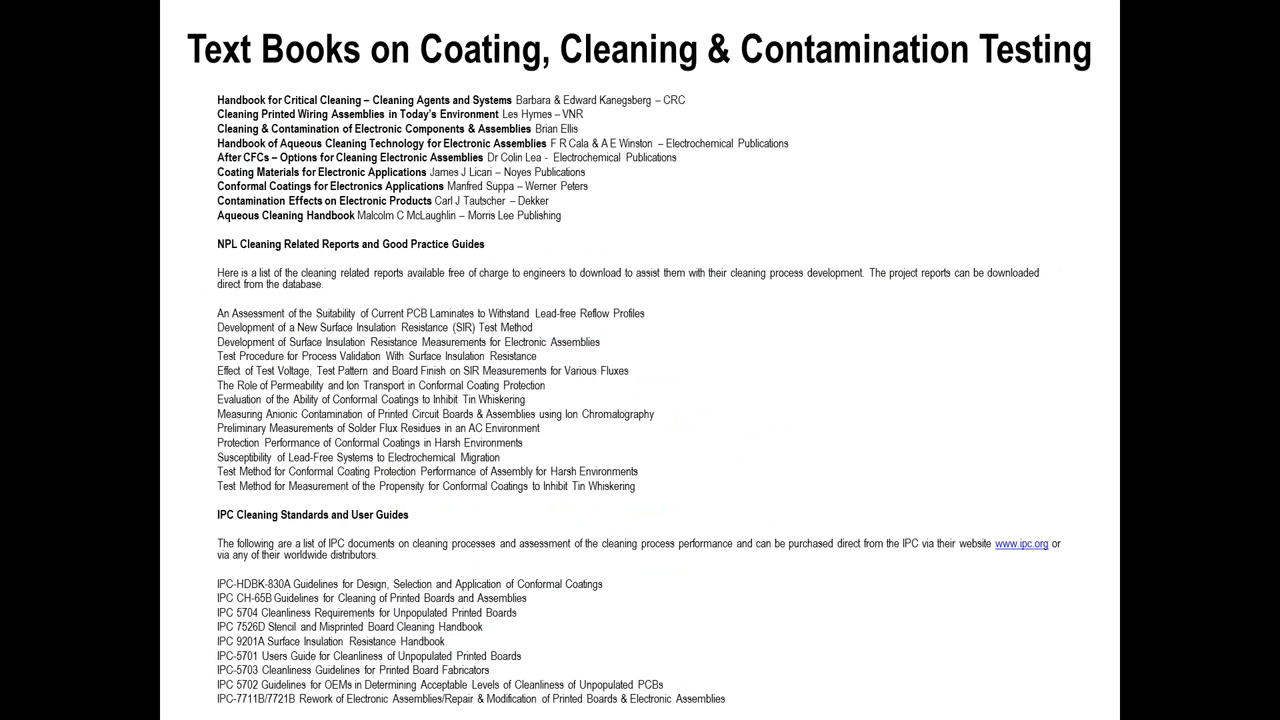 Text Books on Coating, Cleaning & Contamination Testing
Handbook for Critical Cleaning – Cleaning Agents and Systems Barbara & Edward Kanegsberg – CRC
Cleaning Printed Wiring Assemblies in Today's Environment Les Hymes – VNR
Cleaning & Contamination of Electronic Components & Assemblies Brian Ellis
Handbook of Aqueous Cleaning Technology for Electronic Assemblies F R Cala & A E Winston – Electrochemical Publications
After CFCs – Options for Cleaning Electronic Assemblies Dr Colin Lea - Electrochemical Publications
Coating Materials for Electronic Applications James J Licari – Noyes Publications
Conformal Coatings for Electronics Applications Manfred Suppa – Werner Peters
Contamination Effects on Electronic Products Carl J Tautscher – Dekker
Aqueous Cleaning Handbook Malcolm C McLaughlin – Morris Lee Publishing
NPL Cleaning Related Reports and Good Practice Guides
Here is a list of the cleaning related reports available free of charge to engineers to download to assist them with their cleaning process development. The project reports can be downloaded
direct from the database.
An Assessment of the Suitability of Current PCB Laminates to Withstand Lead-free Reflow Profiles
Development of a New Surface Insulation Resistance (SIR) Test Method
Development of Surface Insulation Resistance Measurements for Electronic Assemblies
Test Procedure for Process Validation With Surface Insulation Resistance
Effect of Test Voltage, Test Pattern and Board Finish on SIR Measurements for Various Fluxes
The Role of Permeability and Ion Transport in Conformal Coating Protection
Evaluation of the Ability of Conformal Coatings to Inhibit Tin Whiskering
Measuring Anionic Contamination of Printed Circuit Boards & Assemblies using Ion Chromatography
Preliminary Measurements of Solder Flux Residues in an AC Environment
Protection Performance of Conformal Coatings in Harsh Environments
Susceptibility of Lead-Free Systems to Electrochemical Migration
Test Method for Conformal Coating Protection Performance of Assembly for Harsh Environments
Test Method for Measurement of the Propensity for Conformal Coatings to Inhibit Tin Whiskering
IPC Cleaning Standards and User Guides
The following are a list of IPC documents on cleaning processes and assessment of the cleaning process performance and can be purchased direct from the IPC via their website www.ipc.org or
via any of their worldwide distributors.
IPC-HDBK-830A Guidelines for Design, Selection and Application of Conformal Coatings
IPC CH-65B Guidelines for Cleaning of Printed Boards and Assemblies
IPC 5704 Cleanliness Requirements for Unpopulated Printed Boards
IPC 7526D Stencil and Misprinted Board Cleaning Handbook
IPC 9201A Surface Insulation Resistance Handbook
IPC-5701 Users Guide for Cleanliness of Unpopulated Printed Boards
IPC-5703 Cleanliness Guidelines for Printed Board Fabricators
IPC 5702 Guidelines for OEMs in Determining Acceptable Levels of Cleanliness of Unpopulated PCBs
IPC-7711B/7721B Rework of Electronic Assemblies/Repair & Modification of Printed Boards & Electronic Assemblies